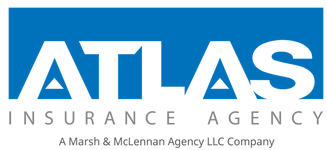 ATLAS
INSURANCE AGENCY
A Marsh & McLennan Agency LLC Company